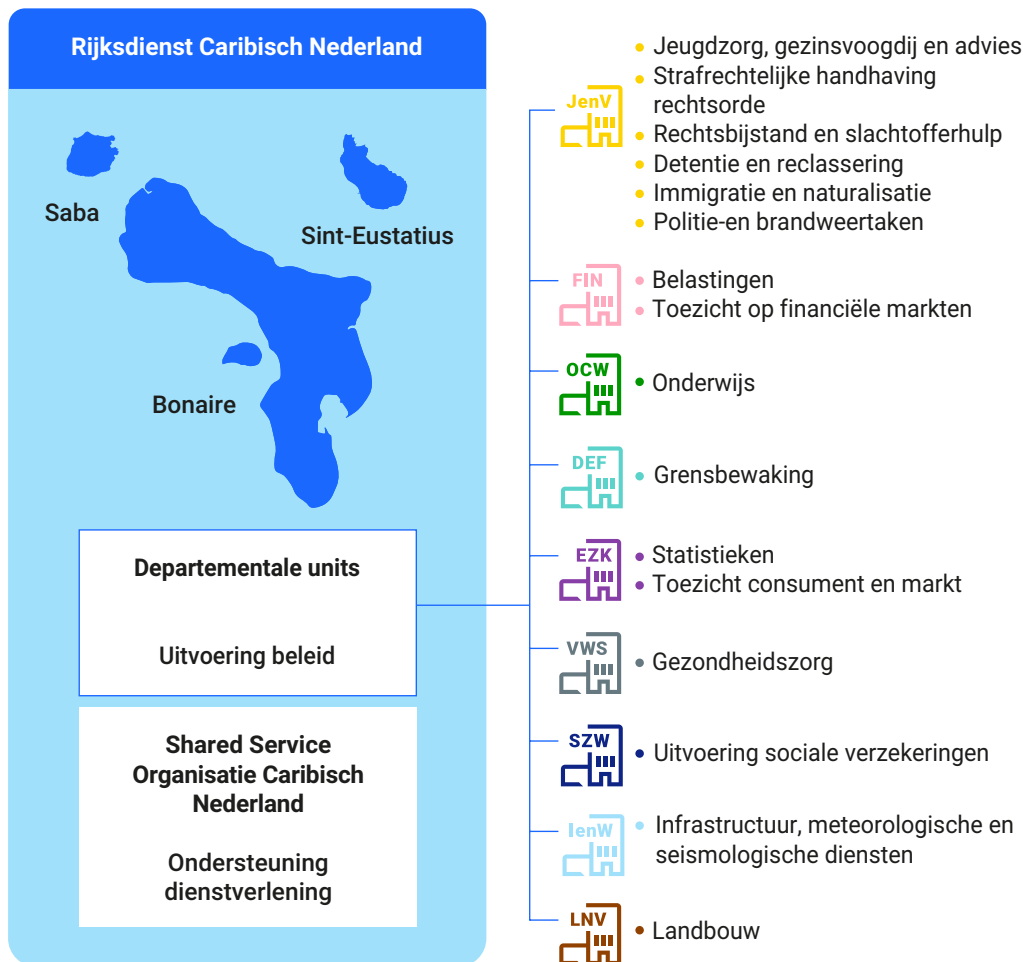 Rijksdienst Caribisch Nederland
Saba
Sint-Eustatius
Bonaire
Departementale units
Uitvoering beleid
Shared Service
Organisatie Caribisch
Nederland
Ondersteuning
dienstverlening
JenV
• Jeugdzorg, gezinsvoogdij en advies
• Strafrechtelijke handhaving
rechtsorde
• Rechtsbijstand en slachtofferhulp
• Detentie en reclassering
• Immigratie en naturalisatie
• Politie-en brandweertaken
FIN
• Belastingen
• Toezicht op financiële markten
OCW
• Onderwijs
DEF
• Grensbewaking
EZK
• Statistieken
• Toezicht consument en markt
VWS
• Gezondheidszorg
SZW
• Uitvoering sociale verzekeringen
IenW
• Infrastructuur, meteorologische en
seismologische diensten
LNV
• Landbouw